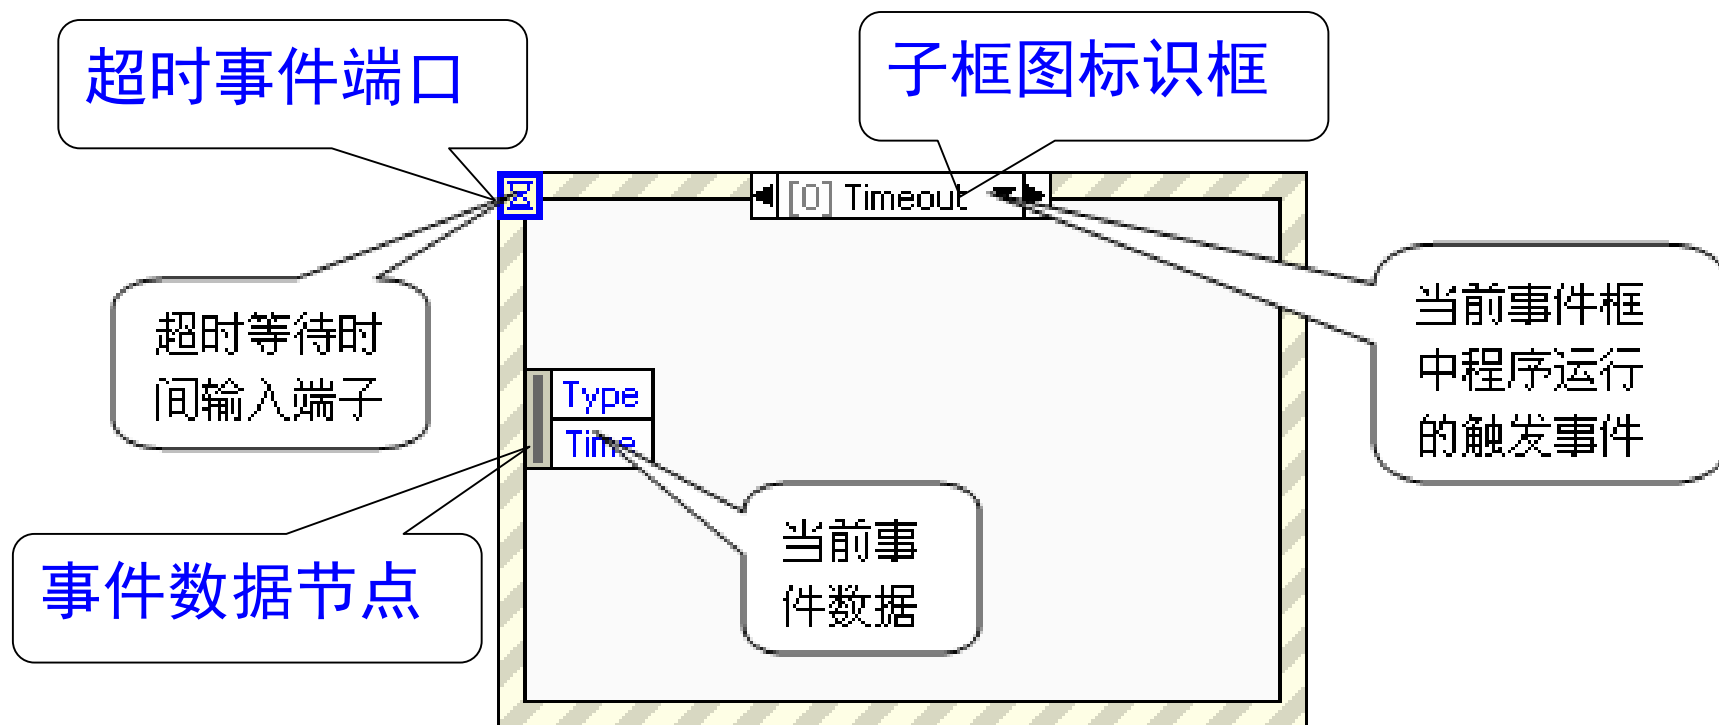 超时事件端口
子框图标识框
[0] Timeout
超时等待时
间输入端子
当前事件框
中程序运行
的触发事件
Type
Time
当前事
件数据
事件数据节点